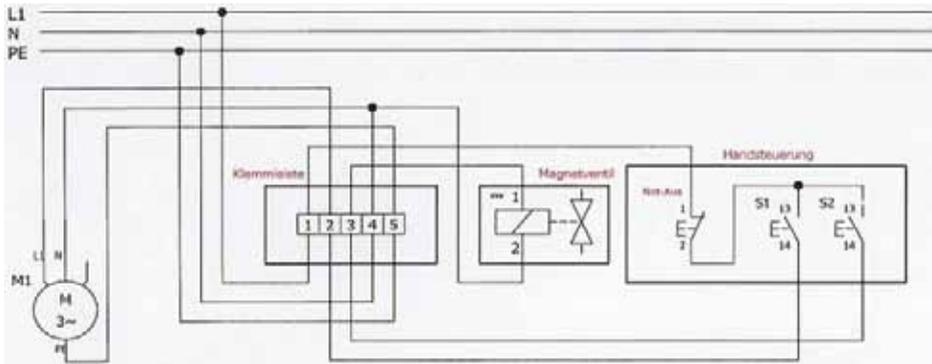 L1
N
PE
Handsteuerung
Klemmleiste
Magnetventil
Not-Aus
1 2 3 4 5
1
2
1
2
S1
13
14
S2
13
14
L1 N
M1
M
3~
PE